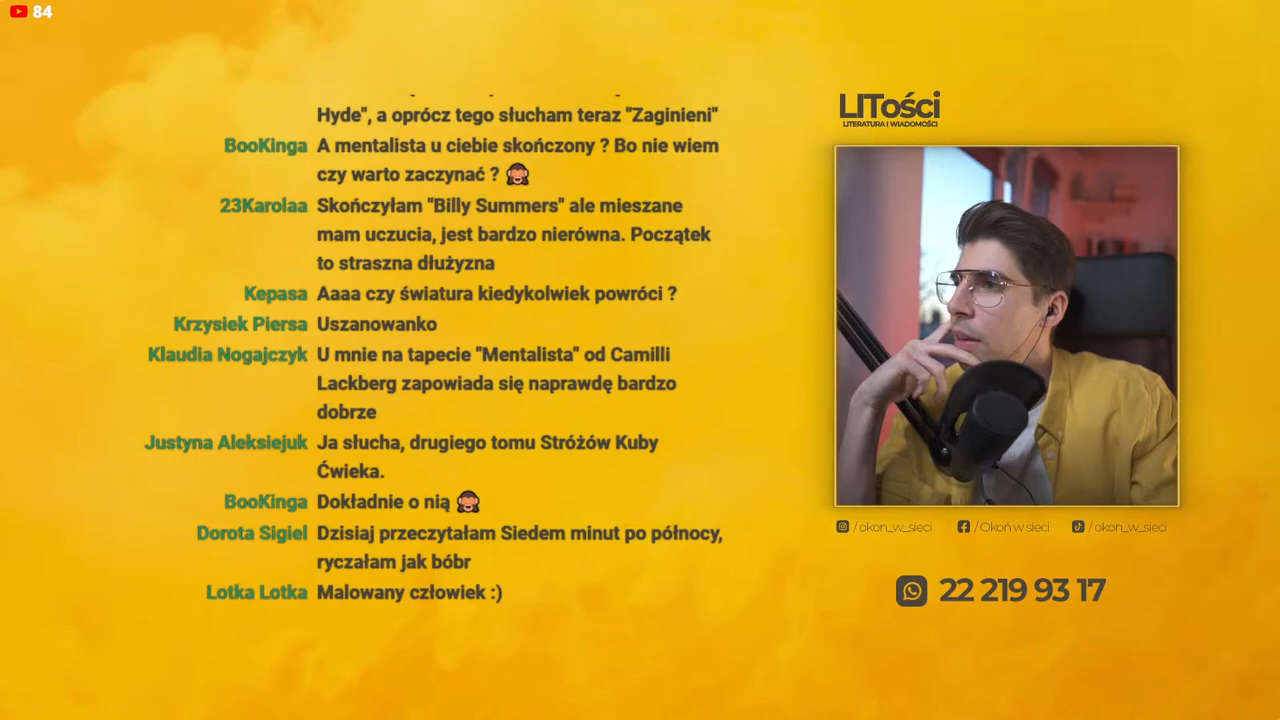 84
Hyde", a oprócz tego słucham teraz "Zaginieni"
BooKinga A mentalista u ciebie skończony ? Bo nie wiem
czy warto zaczynać ?
23Karolaa Skończyłam "Billy Summers" ale mieszane
mam uczucia, jest bardzo nierówna. Początek
to straszna dłużyzna
Kepasa Aaaa czy światura kiedykolwiek powróci ?
Krzysiek Piersa Uszanowanko
Klaudia Nogajczyk U mnie na tapecie "Mentalista" od Camilli
Lackberg zapowiada się naprawdę bardzo
dobrze
Justyna Aleksiejuk Ja słucha, drugiego tomu Stróżów Kuby
Ćwieka.
BooKinga Dokładnie o nią
Dorota Sigiel Dzisiaj przeczytałam Siedem minut po północy,
ryczałam jak bóbr
Lotka Lotka Malowany człowiek :)
LITości
LITERATURA I WIADOMOŚCI
/ okon_w_sieci / Okoń w sieci / okon_w_sieci
22 219 93 17